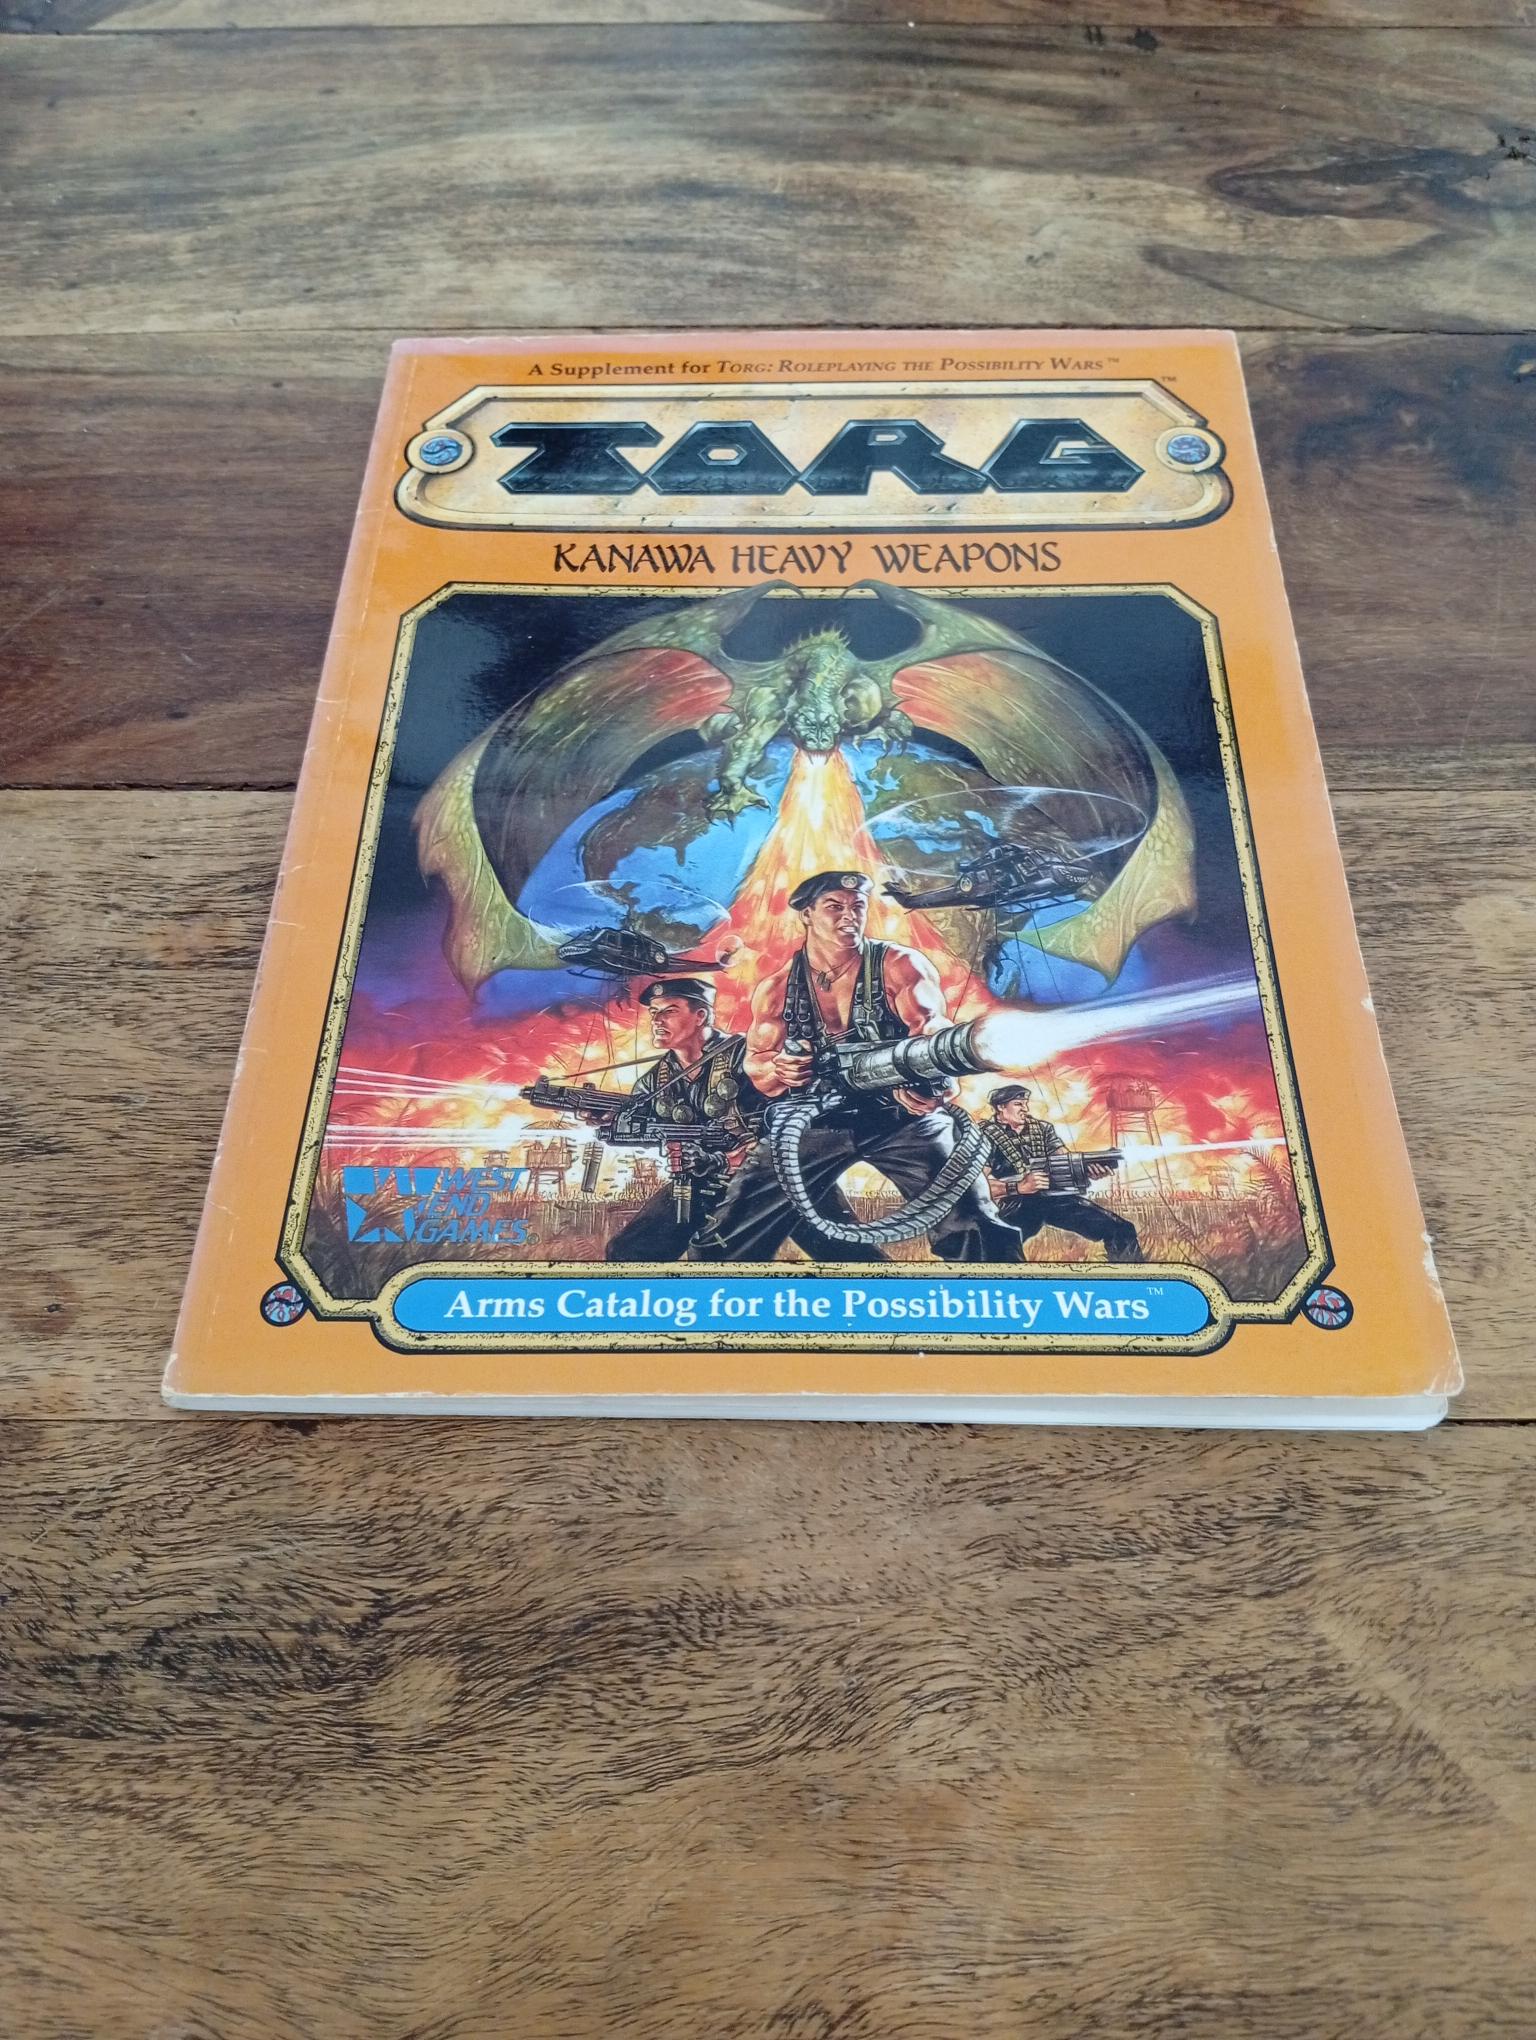 A Supplement for TORG: ROLEPLAYING THE POSSIBILITY WARS™
TORG™
KANAWA HEAVY WEAPONS
WEST
END
GAMES®
Arms Catalog for the Possibility Wars™